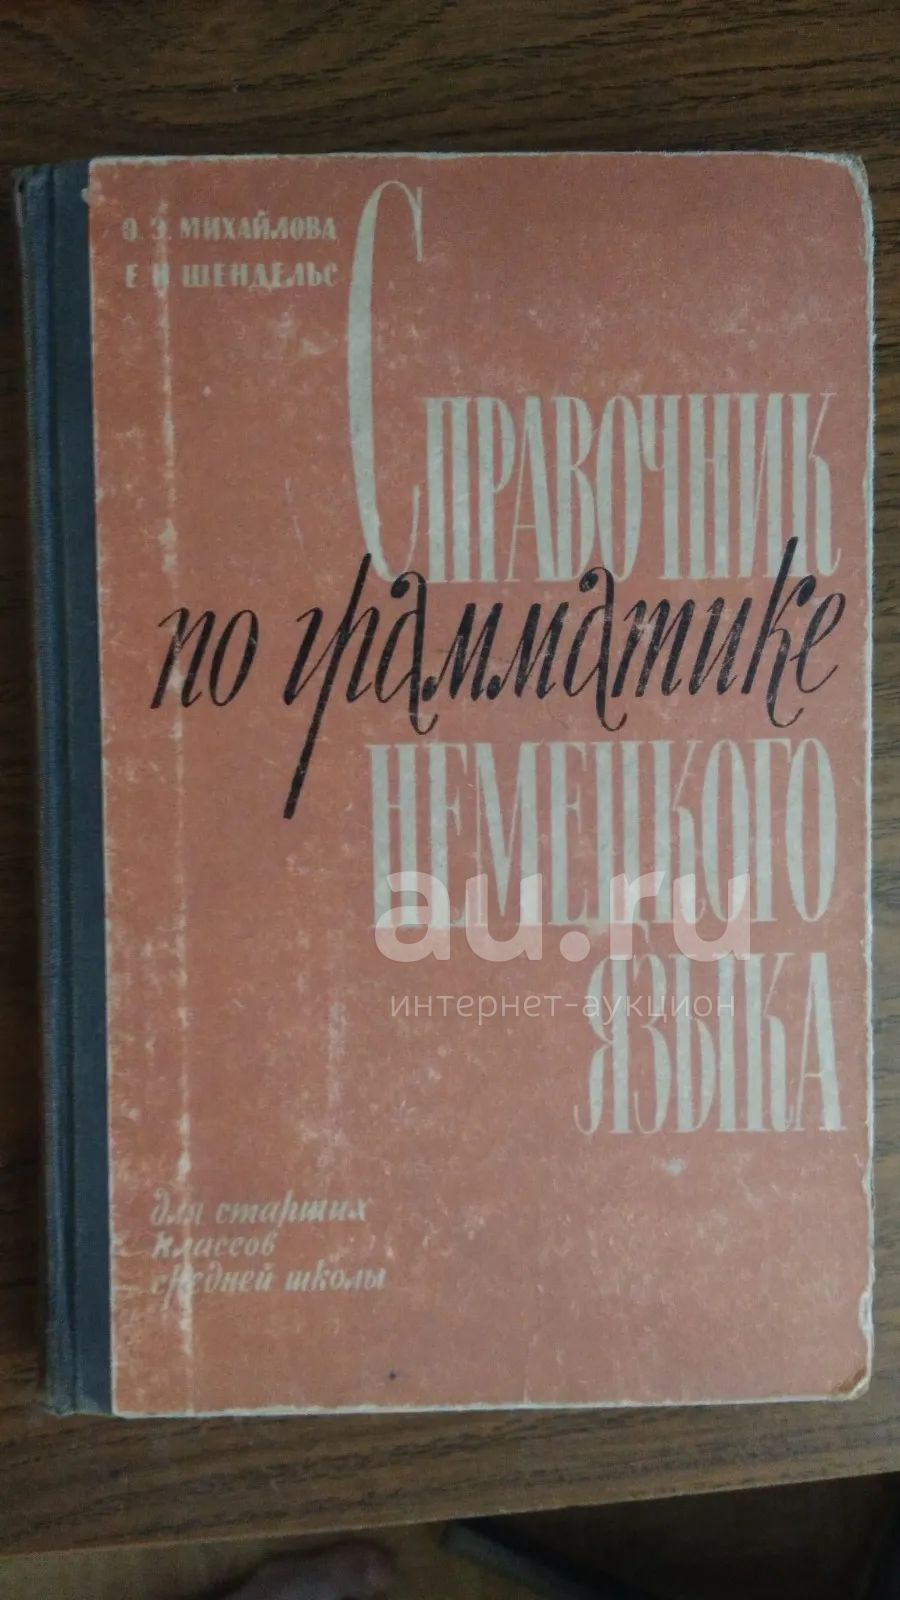 О. Э. МИХАЙЛОВА
Е. И. ШЕНДЕЛЬС
СПРАВОЧНИК
по грамматике
НЕМЕЦКОГО
ЯЗЫКА
au.ru
интернет-аукцион
для старших
классов
средней школы